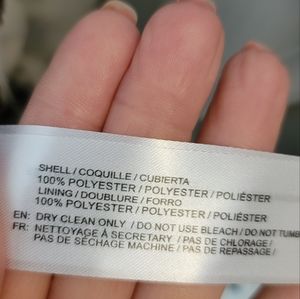 SHELL / COQUILLE / CUBIERTA
100% POLYESTER / POLYESTER / POLIÉSTER
LINING / DOUBLURE / FORRO
100% POLYESTER / POLYESTER / POLIÉSTER
EN: DRY CLEAN ONLY / DO NOT USE BLEACH / DO NOT TUMB
FR: NETTOYAGE À SECRETARY / PAS DE CHLORAGE /
PAS DE SÉCHAGE MACHINE / PAS DE REPASSAGE /